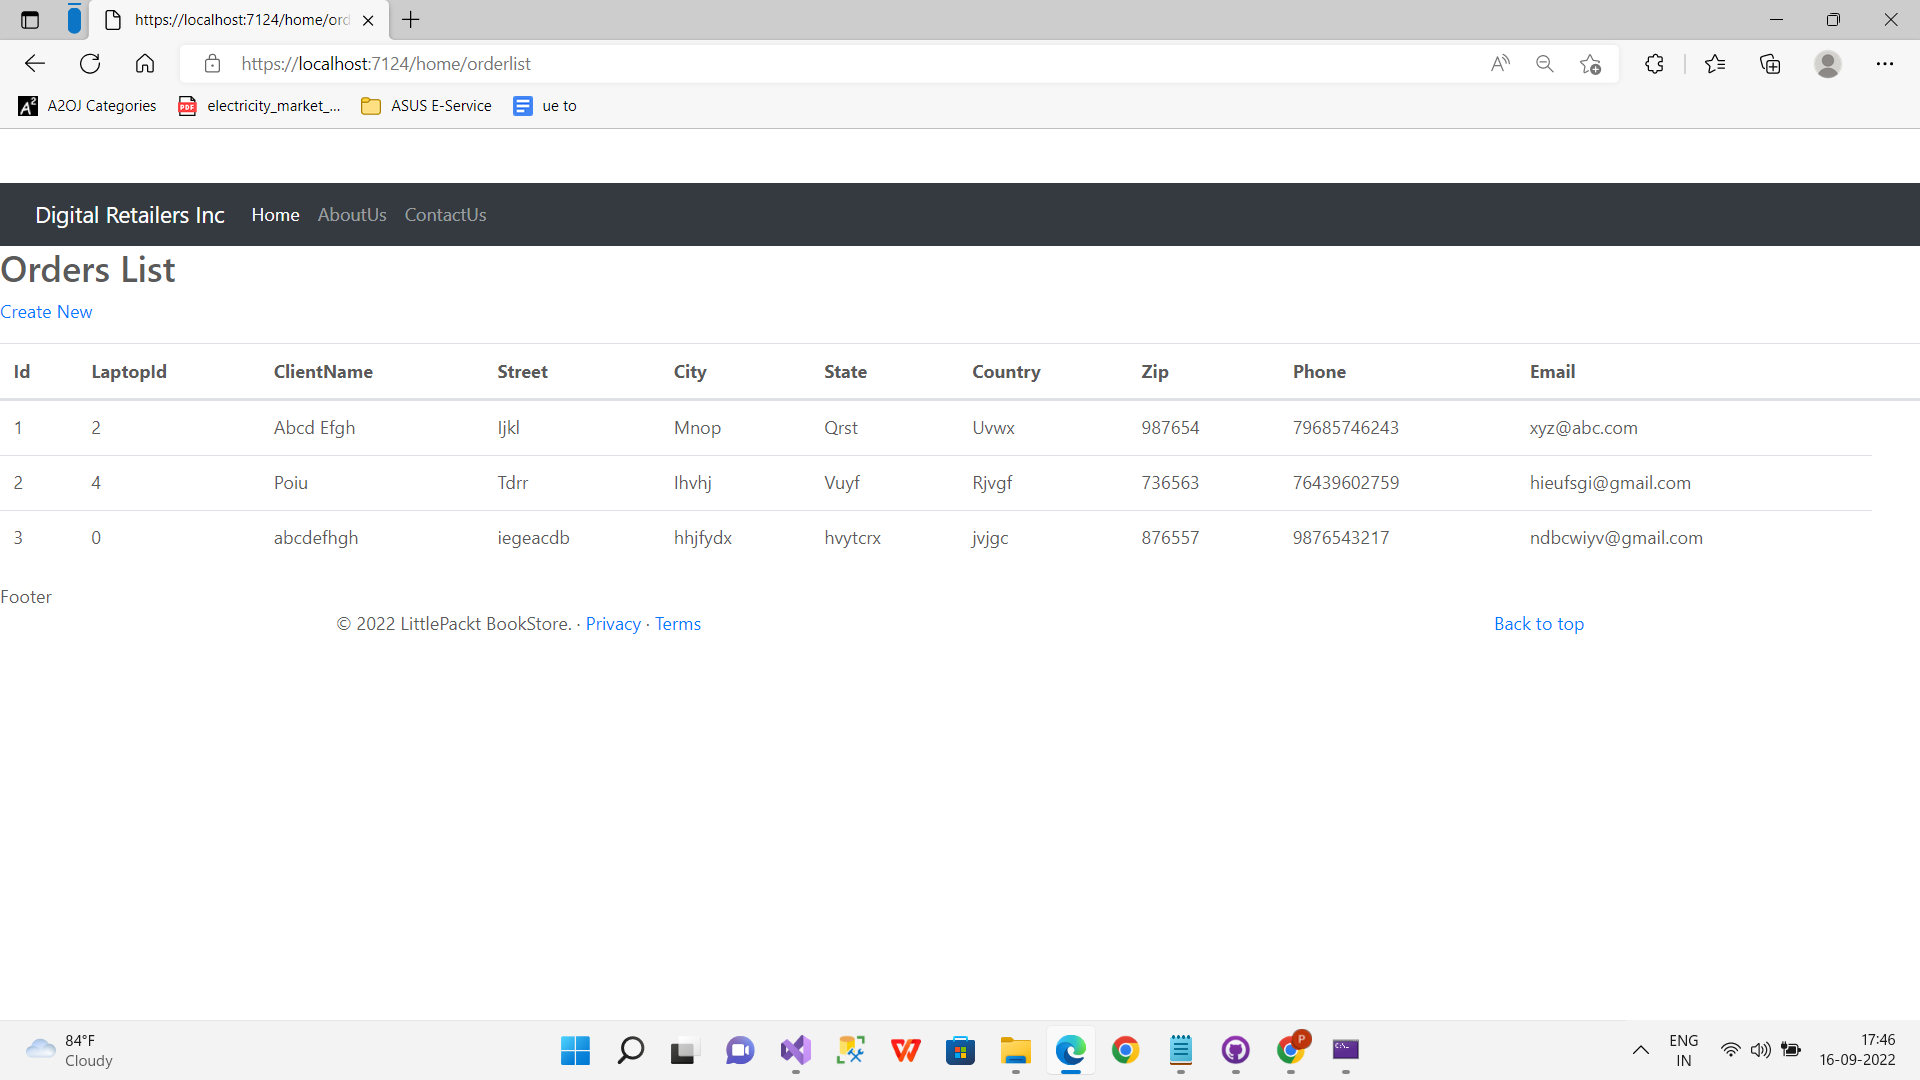 https://localhost:7124/home/ord
https://localhost:7124/home/orderlist
A2OJ Categories electricity_market_... ASUS E-Service ue to
Digital Retailers Inc Home AboutUs ContactUs
Orders List
Create New
Id LaptopId ClientName Street City State Country Zip Phone Email
1 2 Abcd Efgh Ijkl Mnop Qrst Uvwx 987654 79685746243 xyz@abc.com
2 4 Poiu Tdrr Ihvhj Vuyf Rjvgf 736563 76439602759 hieufsgi@gmail.com
3 0 abcdefhgh iegeacdb hhjfydx hvytcrx jvjgc 876557 9876543217 ndbcwiyv@gmail.com
Footer
© 2022 LittlePackt BookStore. · Privacy · Terms Back to top
84°F
Cloudy
ENG
IN
17:46
16-09-2022